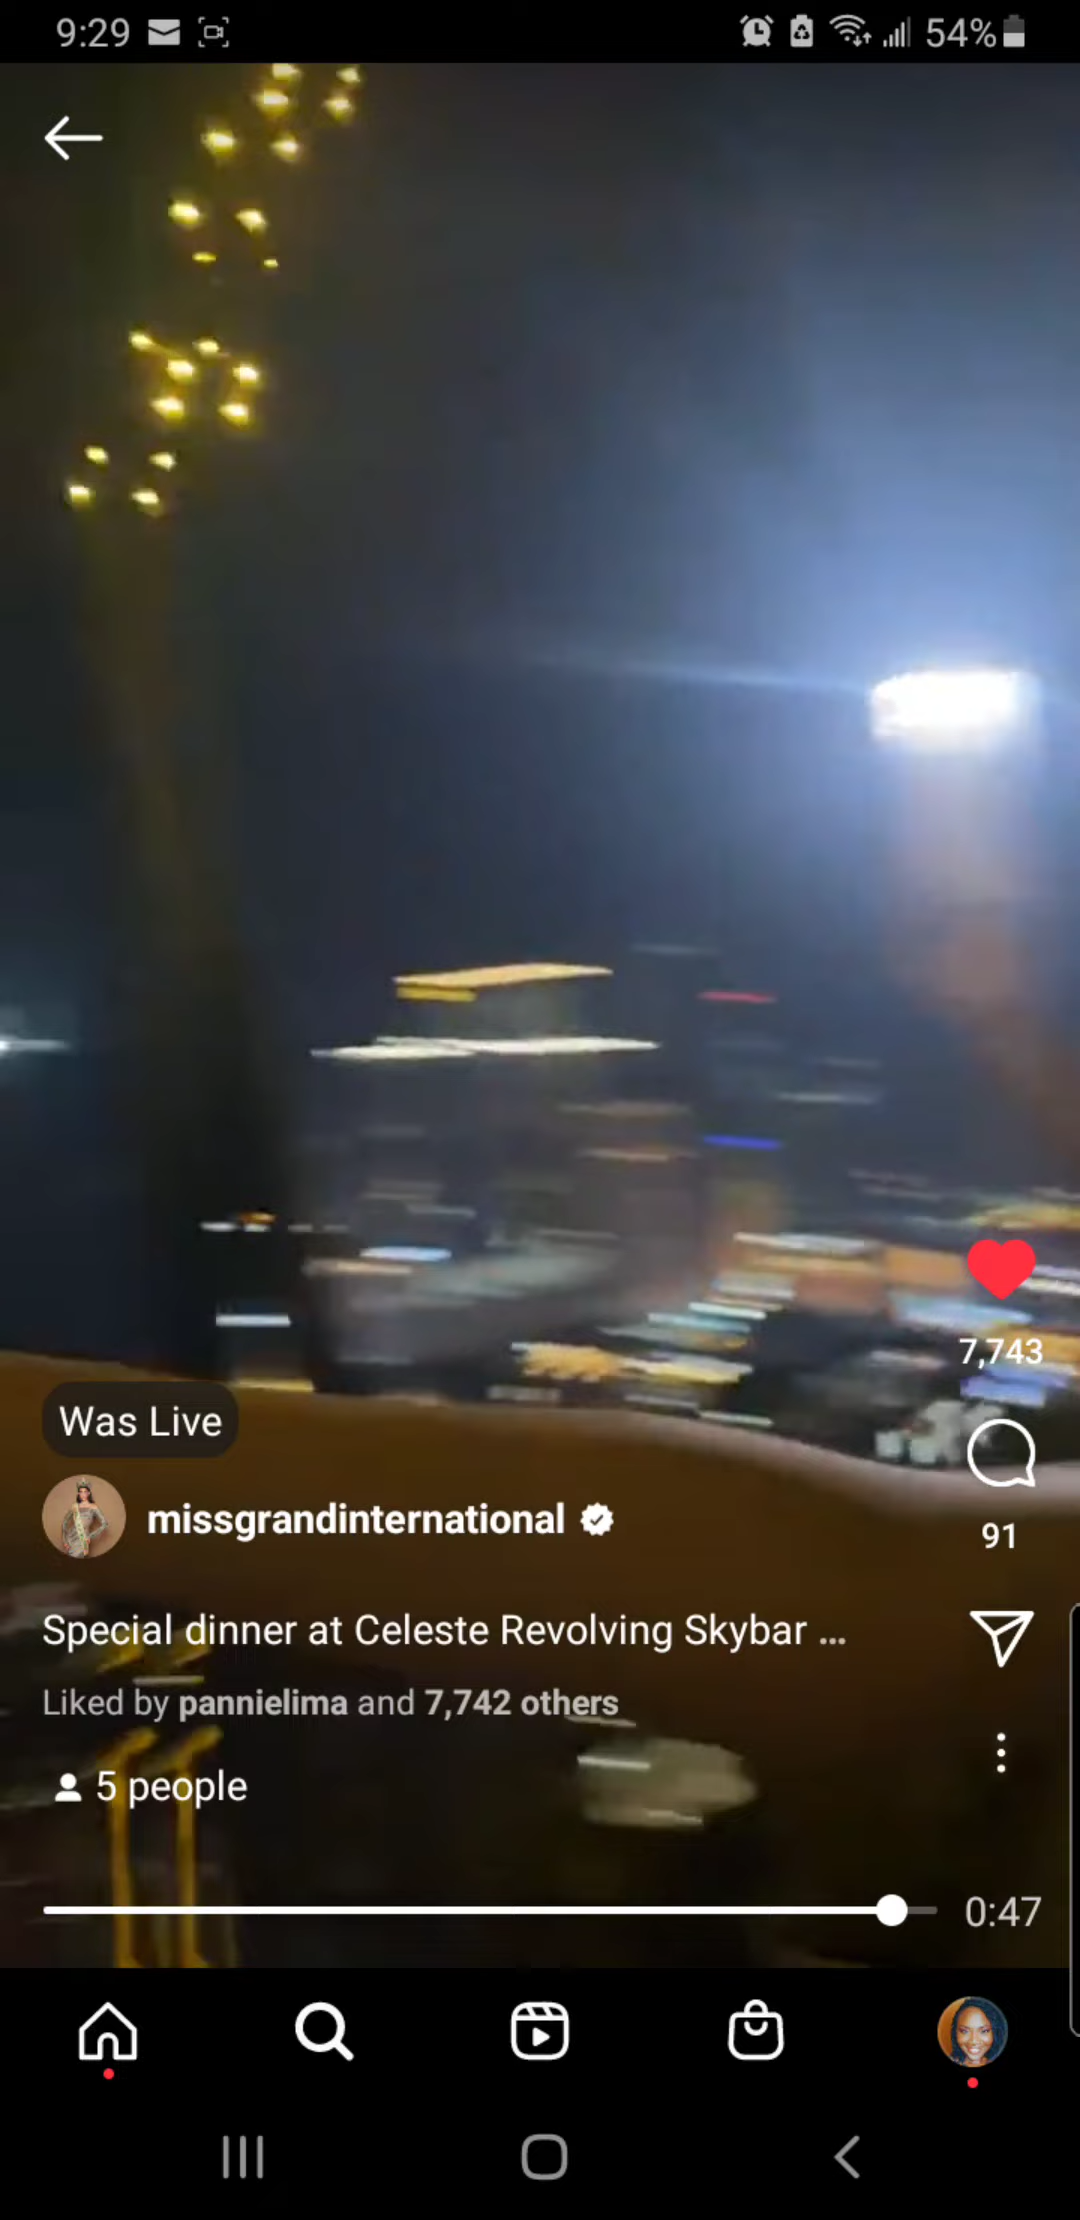 9:29 54%
7,743
Was Live
missgrandinternational
91
Special dinner at Celeste Revolving Skybar ...
Liked by pannielima and 7,742 others
5 people
0:47